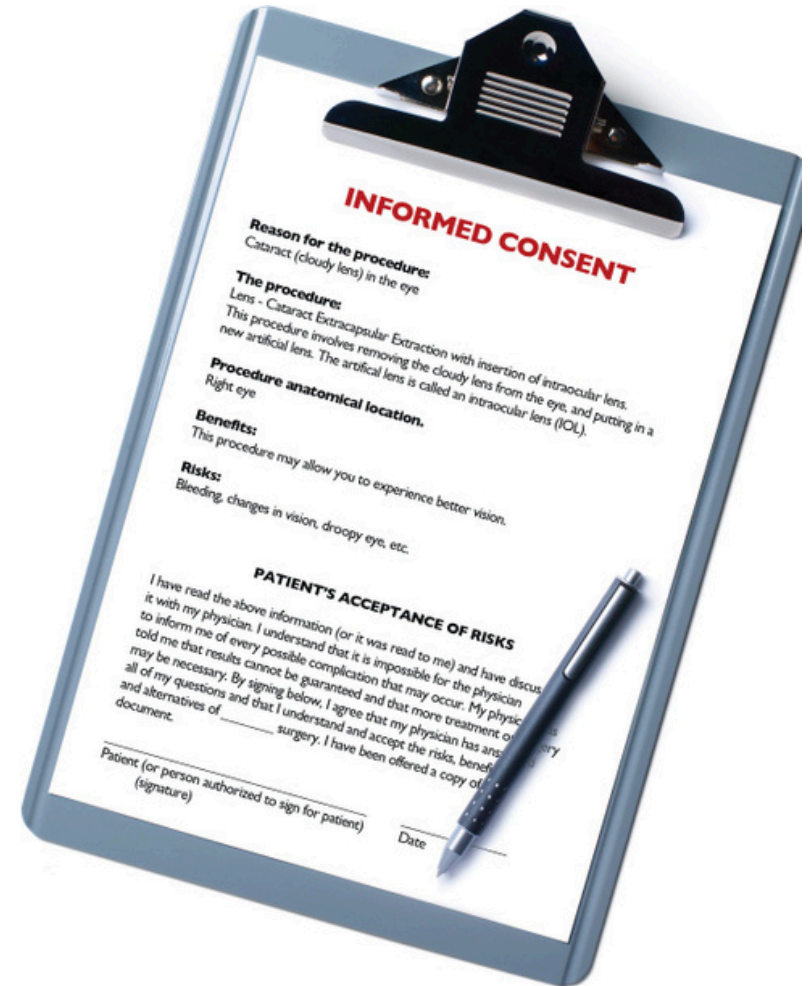 INFORMED CONSENT
Reason for the procedure:
Cataract (cloudy lens) in the eye
The procedure:
Lens - Cataract Extracapsular Extraction with insertion of intraocular lens.
This procedure involves removing the cloudy lens from the eye, and putting in a
new artificial lens. The artifical lens is called an intraocular lens (IOL).
Procedure anatomical location.
Right eye
Benefits:
This procedure may allow you to experience better vision.
Risks:
Bleeding, changes in vision, droopy eye, etc.
PATIENT'S ACCEPTANCE OF RISKS
I have read the above information (or it was read to me) and have discus
it with my physician. I understand that it is impossible for the physician
to inform me of every possible complication that may occur. My physic is
told me that results cannot be guaranteed and that more treatment o ery
may be necessary. By signing below, I agree that my physician has ans
all of my questions and that I understand and accept the risks, benef s
and alternatives of ________ surgery. I have been offered a copy of
document.
Patient (or person authorized to sign for patient)
(signature)
Date